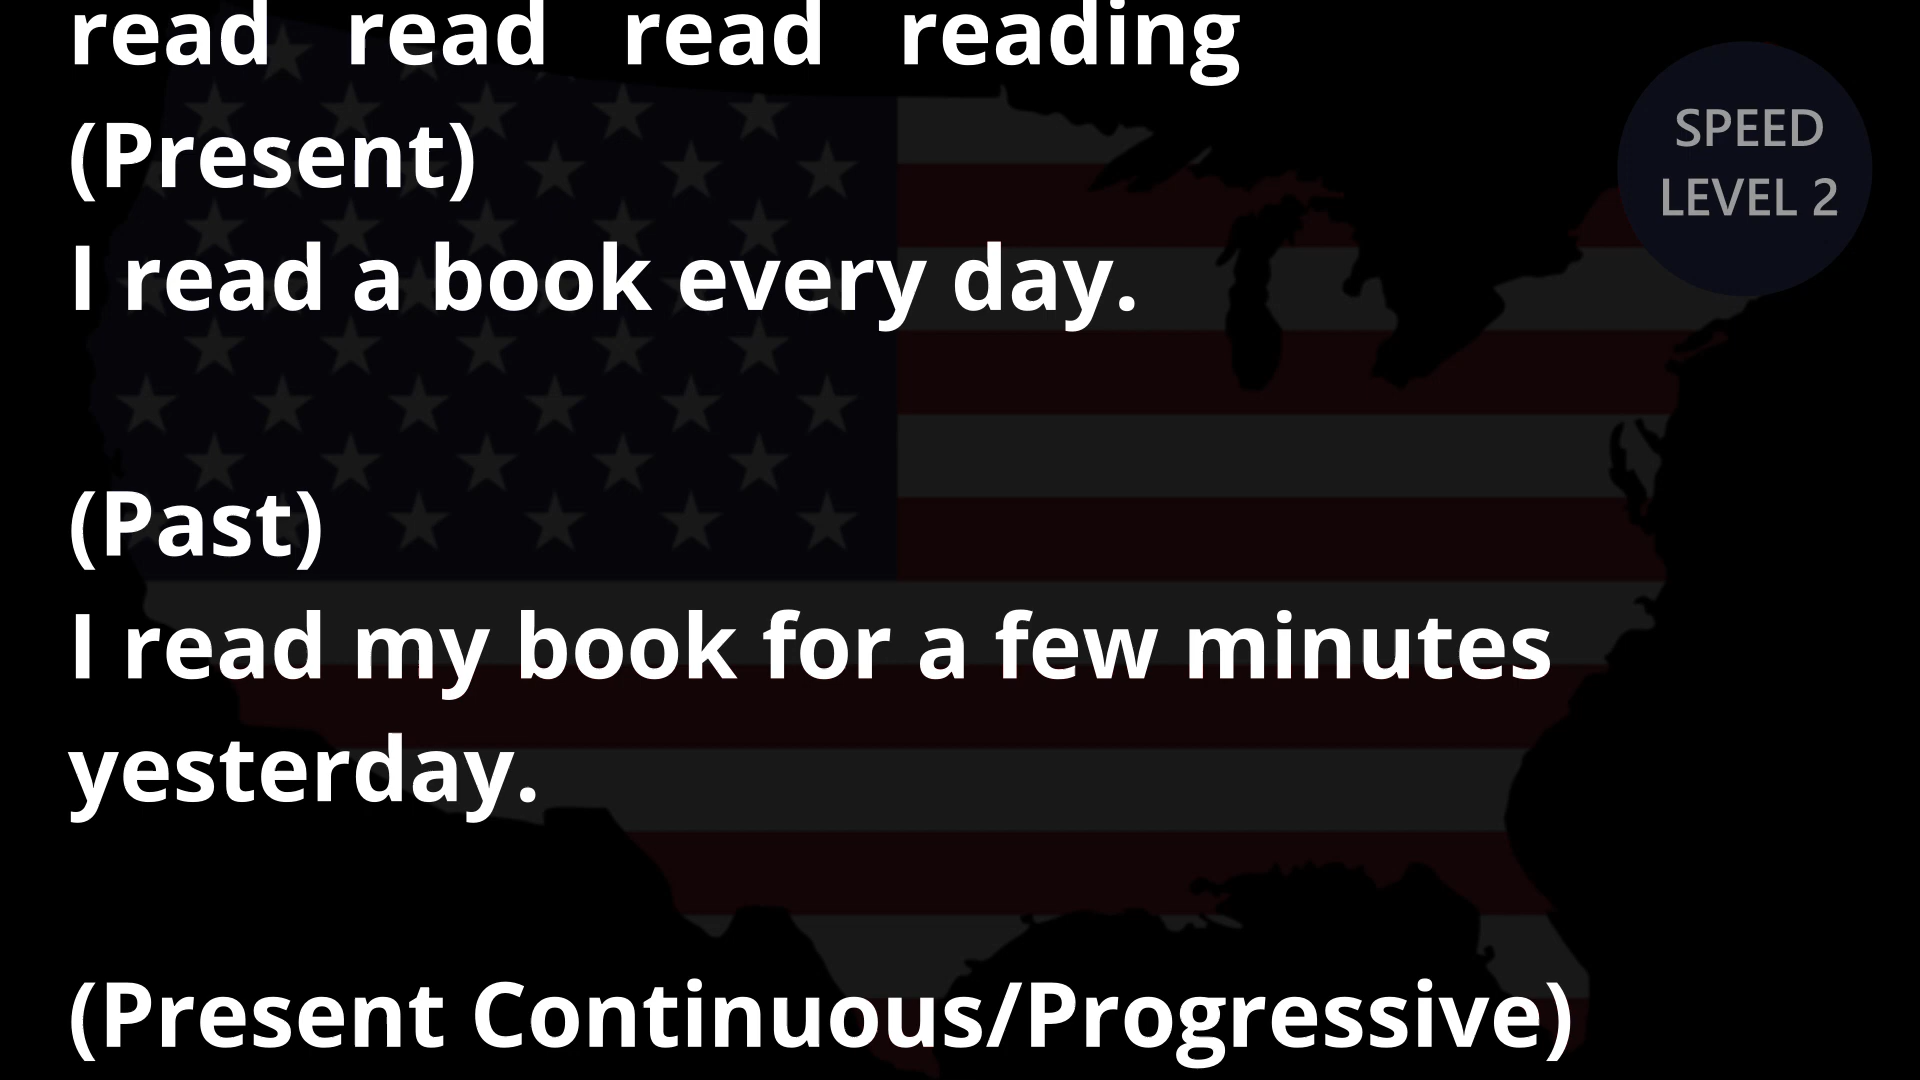 read read read reading
(Present)
I read a book every day.
(Past)
I read my book for a few minutes
yesterday.
(Present Continuous/Progressive)
SPEED
LEVEL 2